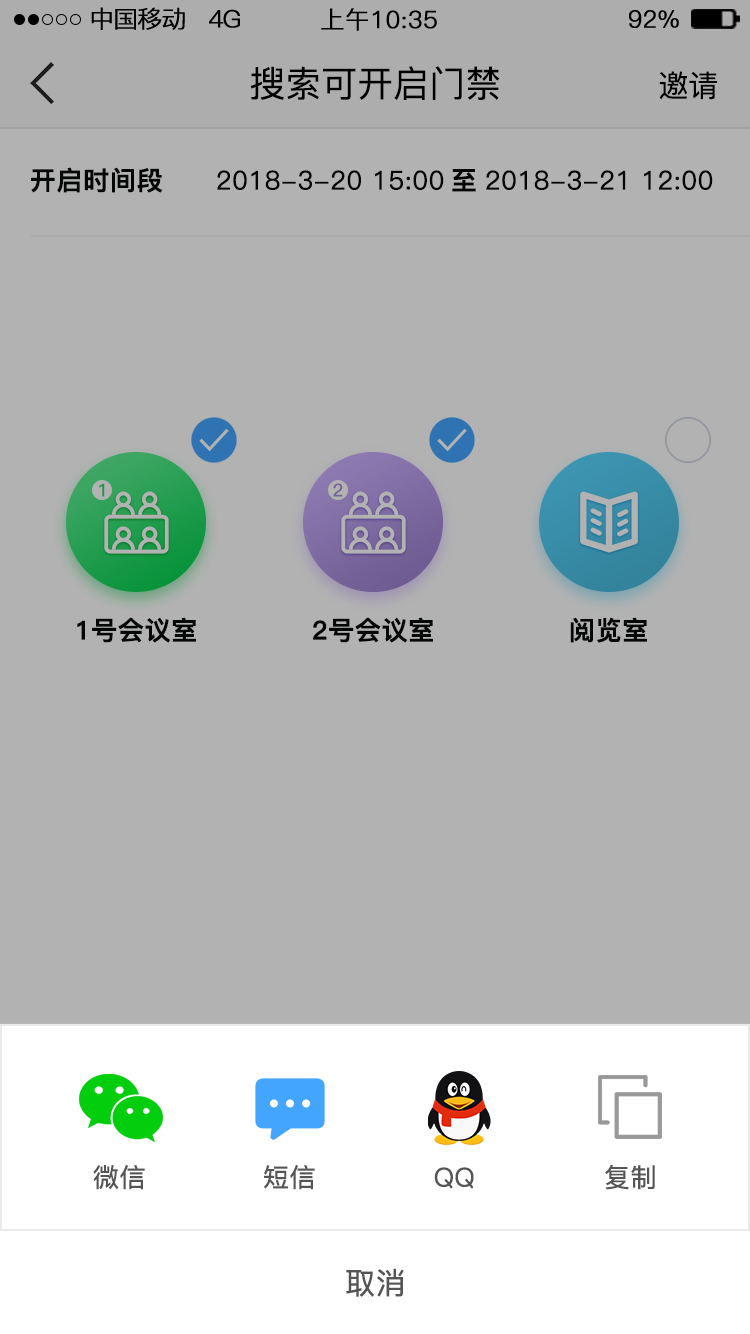 中国移动 4G 上午10:35 92%
搜索可开启门禁 邀请
开启时间段 2018-3-20 15:00 至 2018-3-21 12:00
1 2
1号会议室 2号会议室 阅览室
微信 短信 QQ 复制
取消